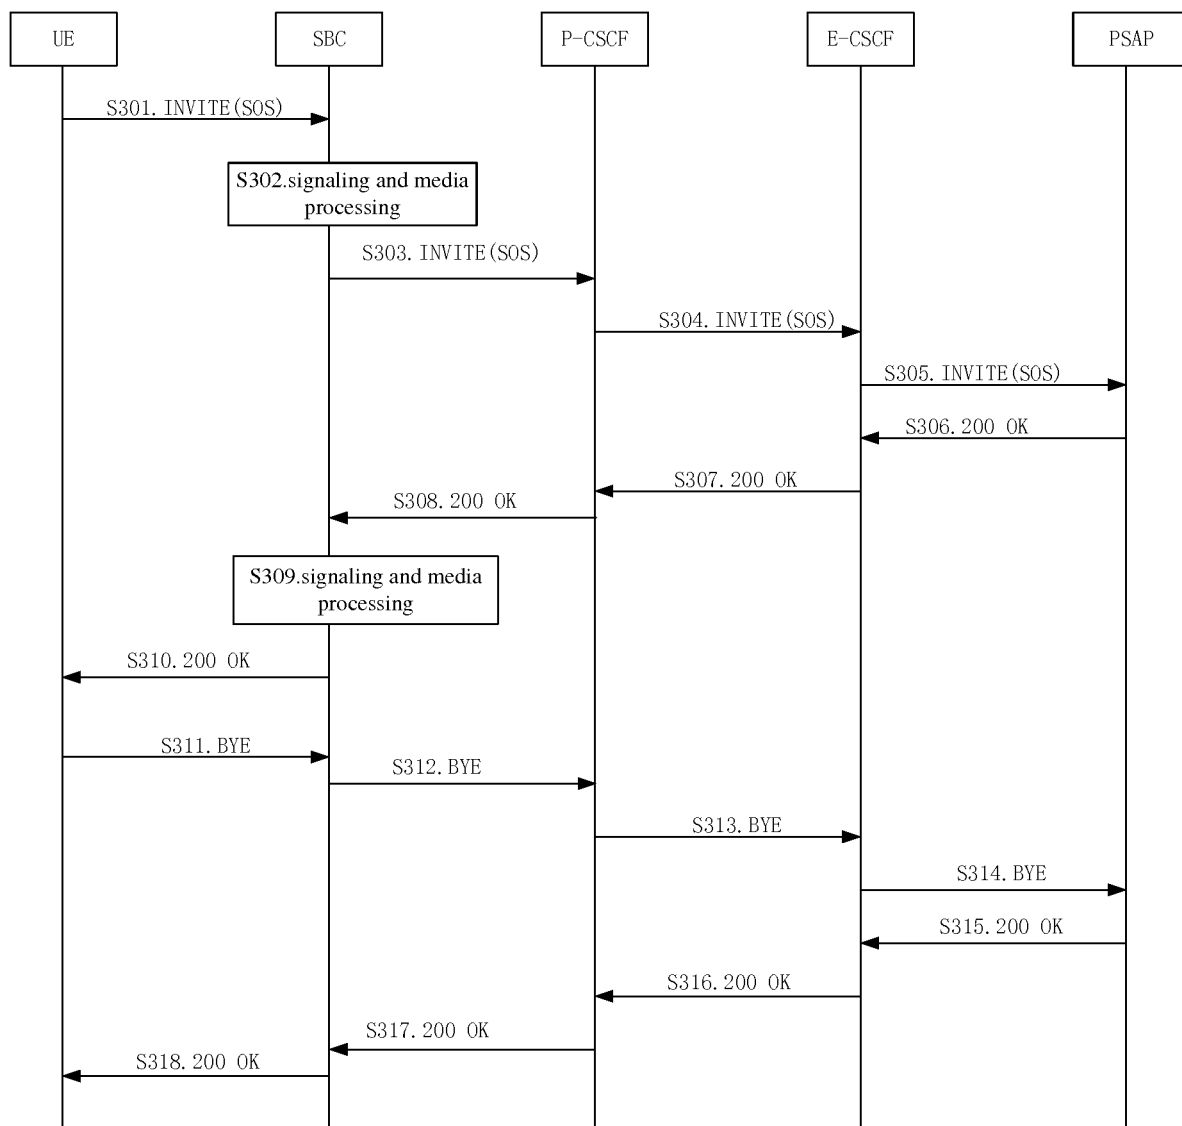 UE
SBC
P-CSCF
E-CSCF
PSAP
S301.INVITE(SOS)
S302.signaling and media
processing
S303.INVITE(SOS)
S304.INVITE(SOS)
S305.INVITE(SOS)
S306.200 OK
S307.200 OK
S308.200 OK
S309.signaling and media
processing
S310.200 OK
S311.BYE
S312.BYE
S313.BYE
S314.BYE
S315.200 OK
S316.200 OK
S317.200 OK
S318.200 OK